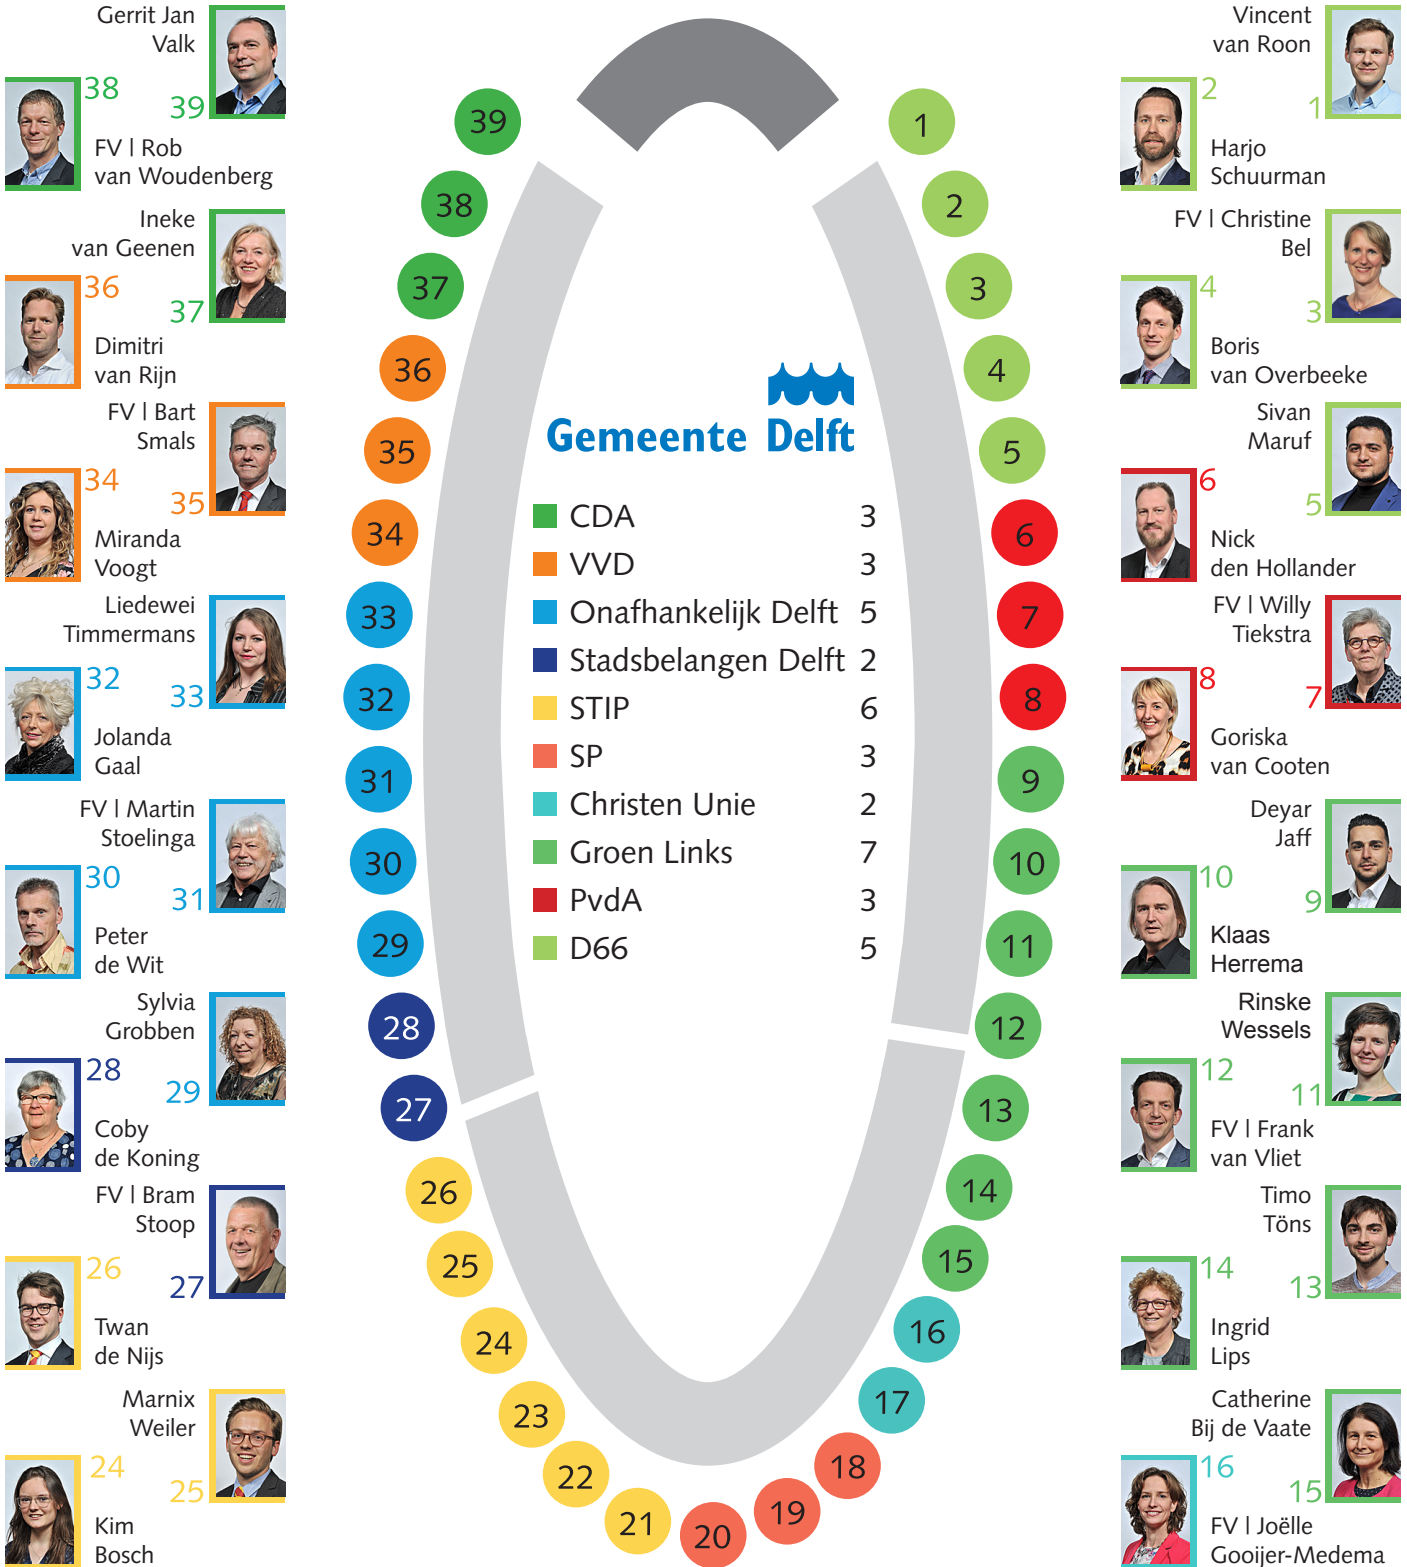 Gerrit Jan
Valk
39
38
FV | Rob
van Woudenberg
Ineke
van Geenen
37
36
Dimitri
van Rijn
FV | Bart
Smals
35
34
Miranda
Voogt
Liedewei
Timmermans
33
32
Jolanda
Gaal
FV | Martin
Stoelinga
31
30
Peter
de Wit
Sylvia
Grobben
29
28
Coby
de Koning
FV | Bram
Stoop
27
26
Twan
de Nijs
Marnix
Weiler
25
24
Kim
Bosch
39
38
37
36
35
34
33
32
31
30
29
28
27
26
25
24
23
22
21
20
19
18
17
16
15
14
13
12
11
10
9
8
7
6
5
4
3
2
1
Gemeente Delft
CDA 3
VVD 3
Onafhankelijk Delft 5
Stadsbelangen Delft 2
STIP 6
SP 3
Christen Unie 2
Groen Links 7
PvdA 3
D66 5
Vincent
van Roon
1
2
Harjo
Schuurman
FV | Christine
Bel
3
4
Boris
van Overbeeke
Sivan
Maruf
5
6
Nick
den Hollander
FV | Willy
Tiekstra
7
8
Goriska
van Cooten
Deyar
Jaff
9
10
Klaas
Herrema
Rinske
Wessels
11
12
FV | Frank
van Vliet
Timo
Töns
13
14
Ingrid
Lips
Catherine
Bij de Vaate
15
16
FV | Joëlle
Gooijer-Medema